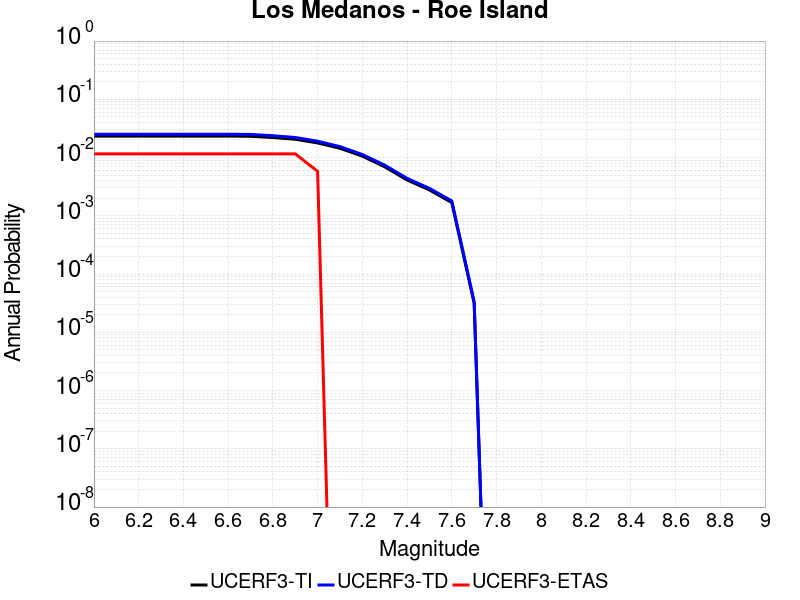 Los Medanos - Roe Island
10^0
10^-1
10^-2
10^-3
10^-4
10^-5
10^-6
10^-7
10^-8
Annual Probability
6 6.2 6.4 6.6 6.8 7 7.2 7.4 7.6 7.8 8 8.2 8.4 8.6 8.8 9
Magnitude
UCERF3-TI UCERF3-TD UCERF3-ETAS